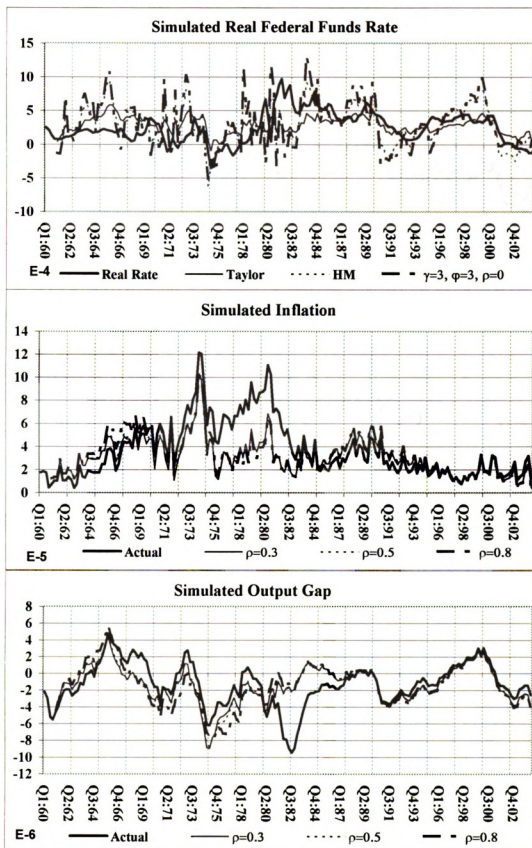 Simulated Real Federal Funds Rate
15
10
5
0
-5
-10
Q1:60
Q2:62
Q3:64
Q4:66
Q1:69
Q2:71
Q3:73
Q4:75
Q1:78
Q2:80
Q3:82
Q4:84
Q1:87
Q2:89
Q3:91
Q4:93
Q1:96
Q2:98
Q3:00
Q4:02
E-4
Real Rate Taylor HM γ=3, φ=3, ρ=0
Simulated Inflation
14
12
10
8
6
4
2
0
Q1:60
Q2:62
Q3:64
Q4:66
Q1:69
Q2:71
Q3:73
Q4:75
Q1:78
Q2:80
Q3:82
Q4:84
Q1:87
Q2:89
Q3:91
Q4:93
Q1:96
Q2:98
Q3:00
Q4:02
E-5
Actual ρ=0.3 ρ=0.5 ρ=0.8
Simulated Output Gap
8
6
4
2
0
-2
-4
-6
-8
-10
-12
Q1:60
Q2:62
Q3:64
Q4:66
Q1:69
Q2:71
Q3:73
Q4:75
Q1:78
Q2:80
Q3:82
Q4:84
Q1:87
Q2:89
Q3:91
Q4:93
Q1:96
Q2:98
Q3:00
Q4:02
E-6
Actual ρ=0.3 ρ=0.5 ρ=0.8